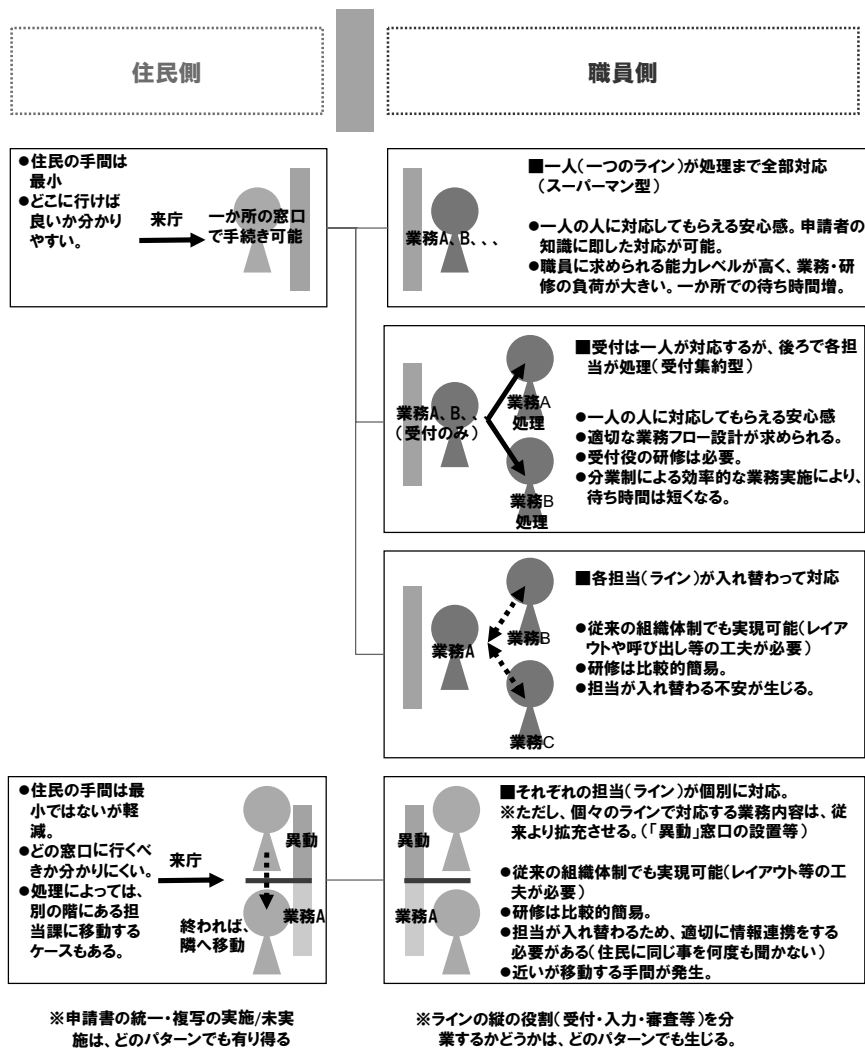 住民側
職員側
●住民の手間は
最小
●どこに行けば
良いか分かり
やすい。
来庁
一か所の窓口
で手続き可能
業務A、B、、、
■一人（一つのライン）が処理まで全部対応
（スーパーマン型）
●一人の人に対応してもらえる安心感。申請者の
知識に即した対応が可能。
●職員に求められる能力レベルが高く、業務・研
修の負荷が大きい。一か所での待ち時間増。
業務A、B、、、
（受付のみ）
業務A
処理
業務B
処理
■受付は一人が対応するが、後ろで各担
当が処理（受付集約型）
●一人の人に対応してもらえる安心感
●適切な業務フロー設計が求められる。
●受付役の研修は必要。
●分業制による効率的な業務実施により、
待ち時間は短くなる。
業務A
業務B
業務C
■各担当（ライン）が入れ替わって対応
●従来の組織体制でも実現可能（レイア
ウトや呼び出し等の工夫が必要）
●研修は比較的簡易。
●担当が入れ替わる不安が生じる。
●住民の手間は最
小ではないが軽
減。
●どの窓口に行くべ
きか分かりにくい。
●処理によっては、
別の階にある担
当課に移動する
ケースもある。
来庁
異動
業務A
終われば、
隣へ移動
異動
業務A
■それぞれの担当（ライン）が個別に対応。
※ただし、個々のラインで対応する業務内容は、従
来より拡充させる。（「異動」窓口の設置等）
●従来の組織体制でも実現可能（レイアウト等の工
夫が必要）
●研修は比較的簡易。
●担当が入れ替わるため、適切に情報連携をする
必要がある（住民に同じ事を何度も聞かない）
●近いが移動する手間が発生。
※申請書の統一・複写の実施/未実
施は、どのパターンでも有り得る
※ラインの縦の役割（受付・入力・審査等）を分
業するかどうかは、どのパターンでも生じる。